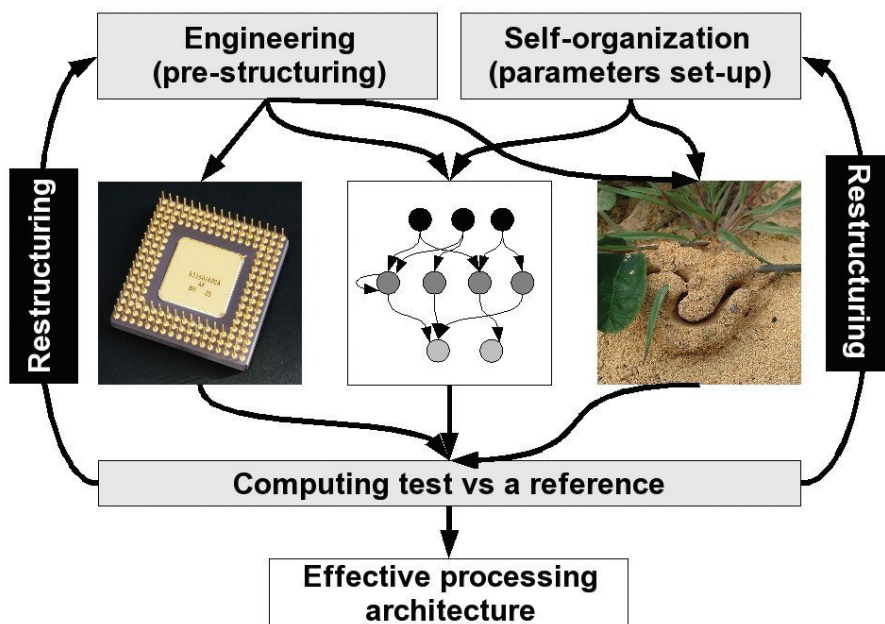 Engineering
(pre-structuring)
Self-organization
(parameters set-up)
Restructuring
Restructuring
Computing test vs a reference
Effective processing
architecture